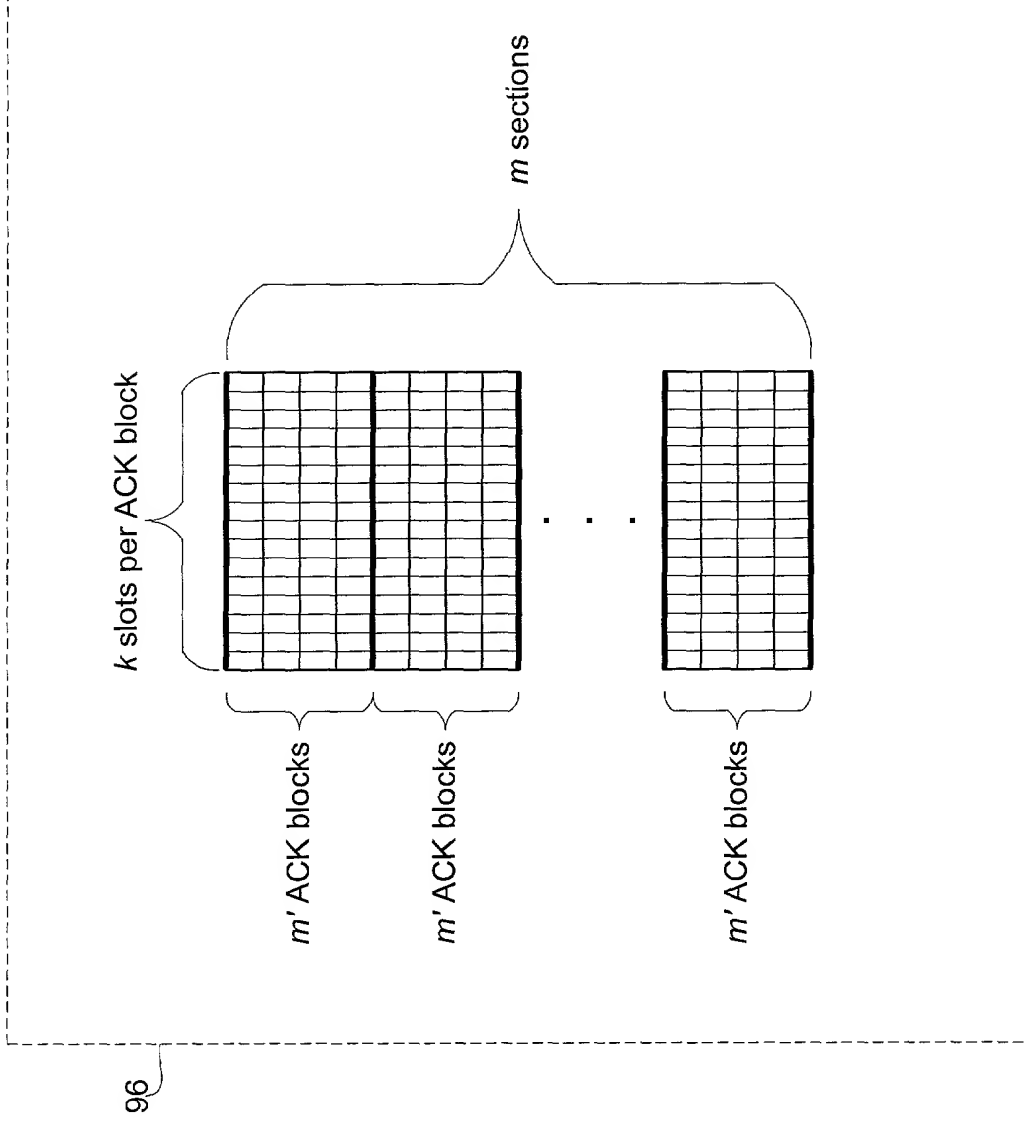 k slots per ACK block
m sections
m' ACK blocks
m' ACK blocks
. . .
m' ACK blocks
96